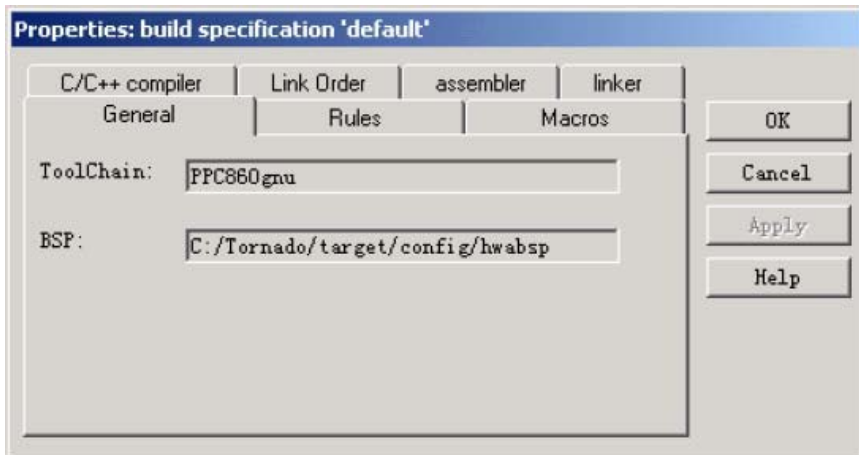 Properties: build specification 'default'
C/C++ compiler
Link Order
assembler
linker
General
Rules
Macros
ToolChain:
PPC860gnu
BSP:
C:/Tornado/target/config/hwabsp
OK
Cancel
Apply
Help